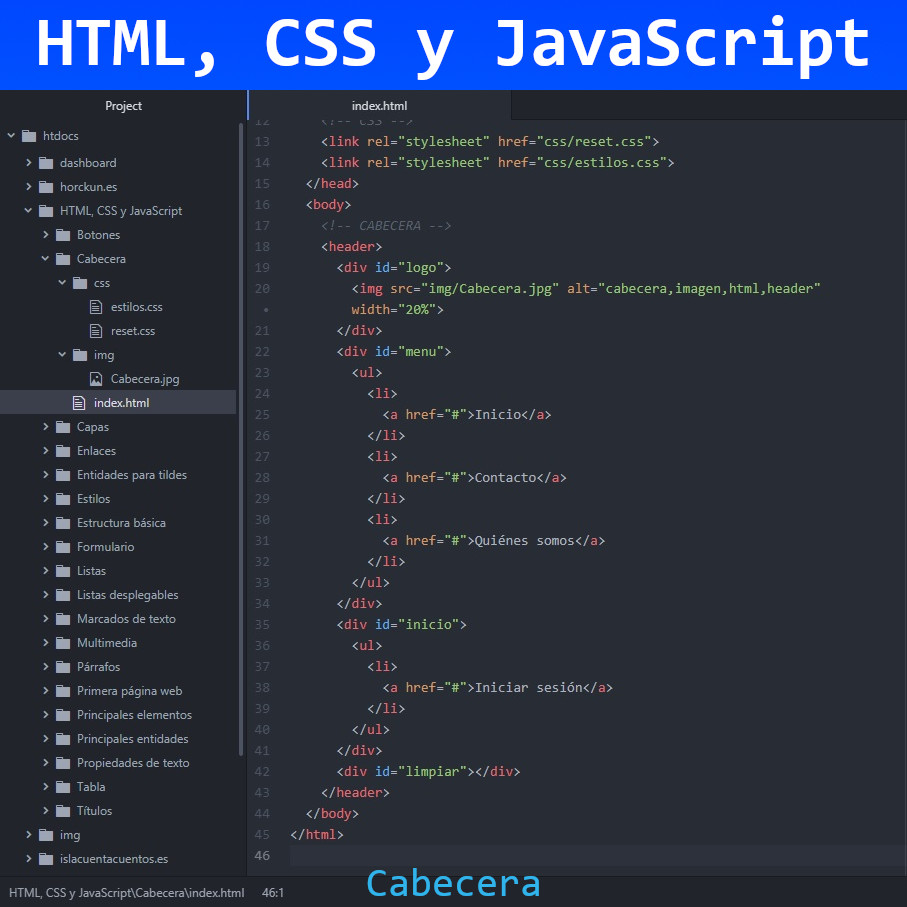 HTML, CSS y JavaScript
Project
htdocs
dashboard
horckun.es
HTML, CSS y JavaScript
Botones
Cabecera
css
estilos.css
reset.css
img
Cabecera.jpg
index.html
Capas
Enlaces
Entidades para tildes
Estilos
Estructura básica
Formulario
Listas
Listas desplegables
Marcados de texto
Multimedia
Párrafos
Primera página web
Principales elementos
Principales entidades
Propiedades de texto
Tabla
Títulos
img
islacuentacuentos.es
index.html
12 <!-- CSS -->
13 <link rel="stylesheet" href="css/reset.css">
14 <link rel="stylesheet" href="css/estilos.css">
15 </head>
16 <body>
17 <!-- CABECERA -->
18 <header>
19 <div id="logo">
20 <img src="img/Cabecera.jpg" alt="cabecera,imagen,html,header"
• width="20%">
21 </div>
22 <div id="menu">
23 <ul>
24 <li>
25 <a href="#">Inicio</a>
26 </li>
27 <li>
28 <a href="#">Contacto</a>
29 </li>
30 <li>
31 <a href="#">Quiénes somos</a>
32 </li>
33 </ul>
34 </div>
35 <div id="inicio">
36 <ul>
37 <li>
38 <a href="#">Iniciar sesión</a>
39 </li>
40 </ul>
41 </div>
42 <div id="limpiar"></div>
43 </header>
44 </body>
45 </html>
46
HTML, CSS y JavaScript\Cabecera\index.html 46:1
Cabecera